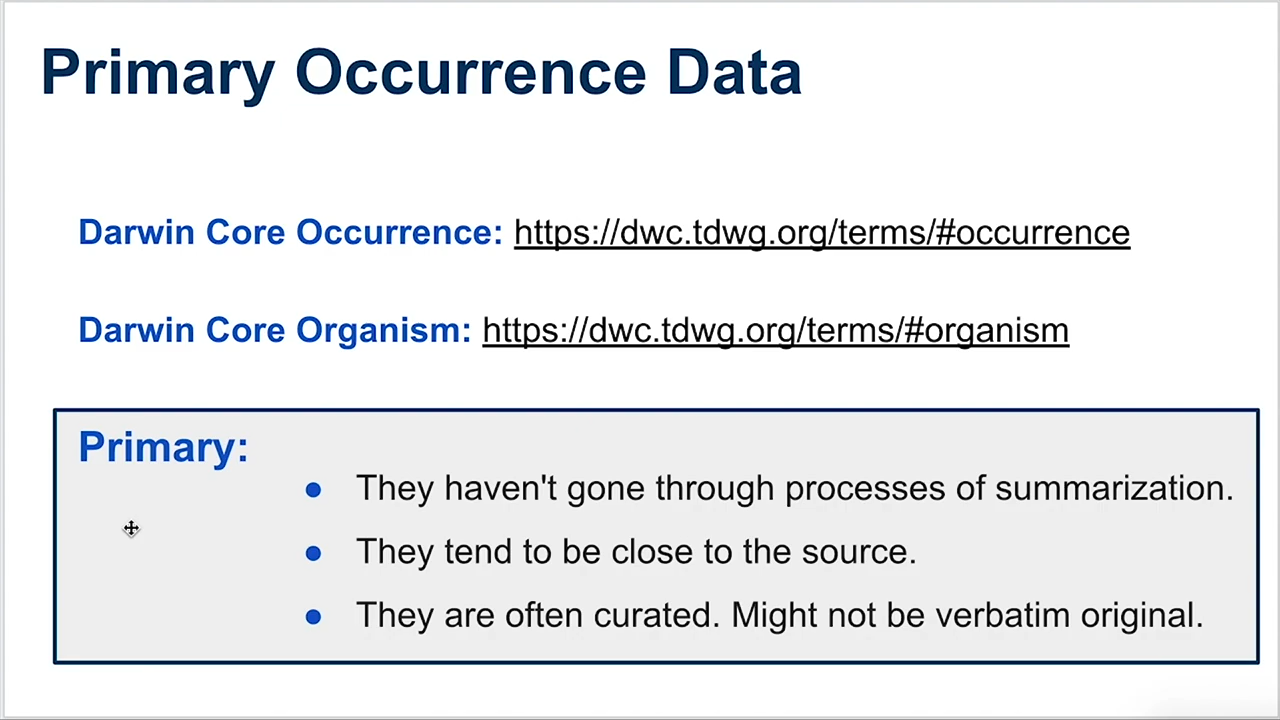 Primary Occurrence Data
Darwin Core Occurrence: https://dwc.tdwg.org/terms/#occurrence
Darwin Core Organism: https://dwc.tdwg.org/terms/#organism
Primary:
● They haven't gone through processes of summarization.
● They tend to be close to the source.
● They are often curated. Might not be verbatim original.